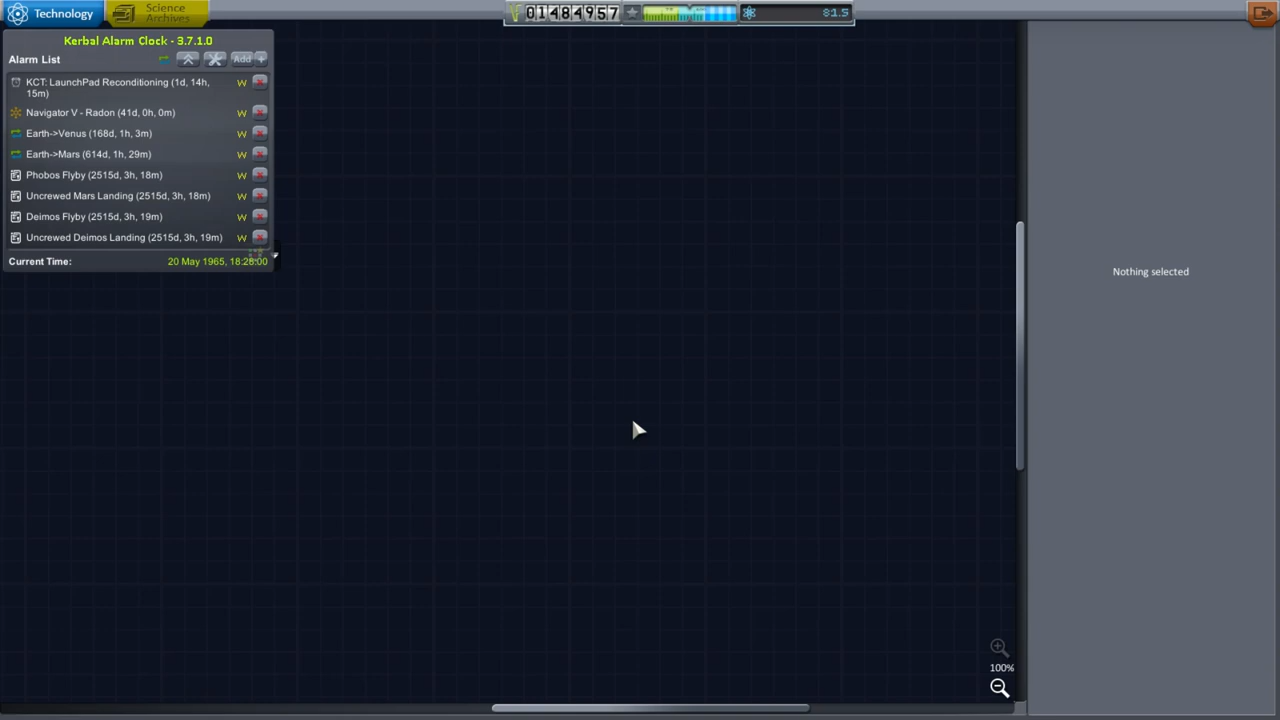 Technology
Science
Archives
01484957
81.5
Kerbal Alarm Clock - 3.7.1.0
Alarm List
Add +
KCT: LaunchPad Reconditioning (1d, 14h,
15m)
W
Navigator V - Radon (41d, 0h, 0m)
W
Earth->Venus (168d, 1h, 3m)
W
Earth->Mars (614d, 1h, 29m)
W
Phobos Flyby (2515d, 3h, 18m)
W
Uncrewed Mars Landing (2515d, 3h, 18m)
W
Deimos Flyby (2515d, 3h, 19m)
W
Uncrewed Deimos Landing (2515d, 3h, 19m)
W
Current Time:
20 May 1965, 18:28:00
Nothing selected
100%